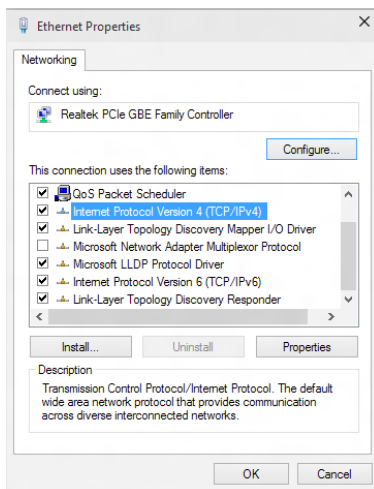 Ethernet Properties
Networking
Connect using:
Realtek PCIe GBE Family Controller
Configure...
This connection uses the following items:
QoS Packet Scheduler
Internet Protocol Version 4 (TCP/IPv4)
Link-Layer Topology Discovery Mapper I/O Driver
Microsoft Network Adapter Multiplexor Protocol
Microsoft LLDP Protocol Driver
Internet Protocol Version 6 (TCP/IPv6)
Link-Layer Topology Discovery Responder
Install...
Uninstall
Properties
Description
Transmission Control Protocol/Internet Protocol. The default
wide area network protocol that provides communication
across diverse interconnected networks.
OK
Cancel